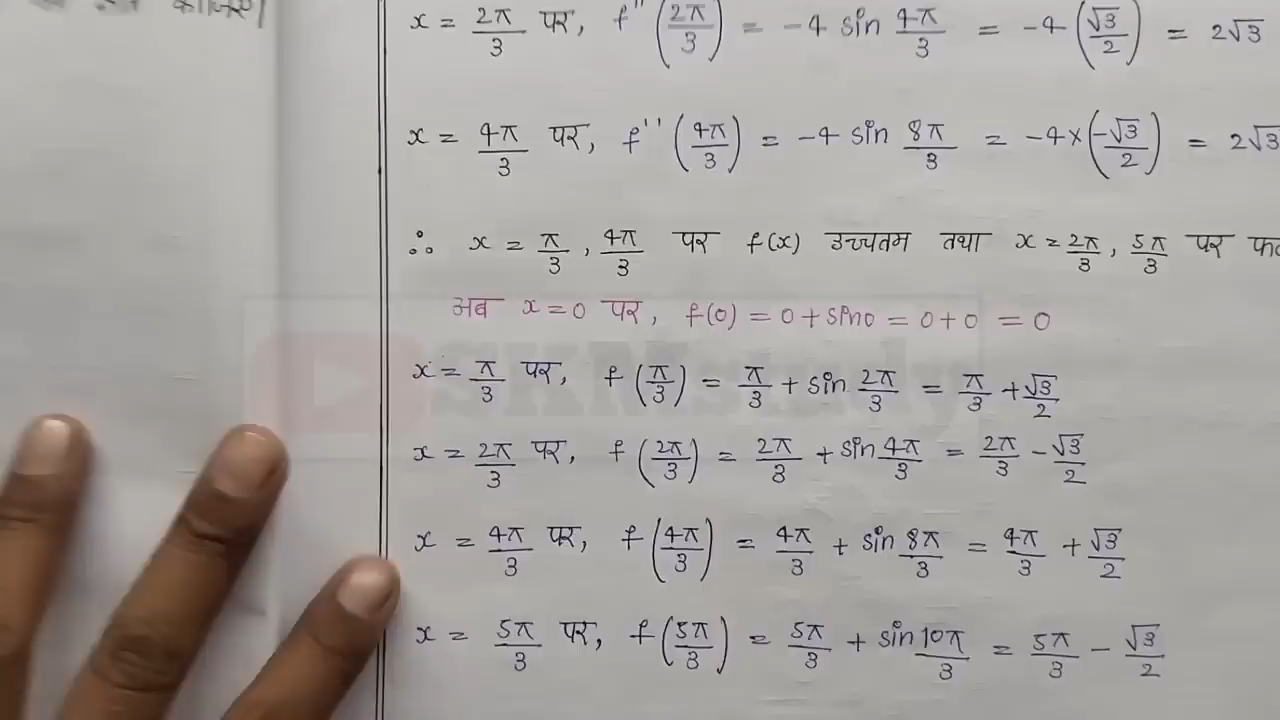 x = 2π/3 पर, f''(2π/3) = -4 sin 4π/3 = -4(√3/2) = 2√3
x = 4π/3 पर, f''(4π/3) = -4 sin 8π/3 = -4×(-√3/2) = 2√3
∴ x = π/3, 4π/3 पर f(x) उच्चतम तथा x = 2π/3, 5π/3 पर
अब x = 0 पर, f(0) = 0 + sin0 = 0 + 0 = 0
x = π/3 पर, f(π/3) = π/3 + sin 2π/3 = π/3 + √3/2
SKMstudy
x = 2π/3 पर, f(2π/3) = 2π/3 + sin 4π/3 = 2π/3 - √3/2
x = 4π/3 पर, f(4π/3) = 4π/3 + sin 8π/3 = 4π/3 + √3/2
x = 5π/3 पर, f(5π/3) = 5π/3 + sin 10π/3 = 5π/3 - √3/2